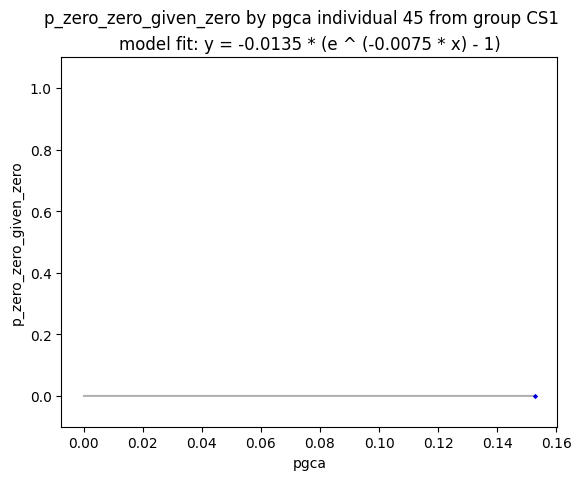 p_zero_zero_given_zero by pgca individual 45 from group CS1
model fit: y = -0.0135 * (e ^ (-0.0075 * x) - 1)
1.0
0.8
0.6
0.4
0.2
0.0
p_zero_zero_given_zero
0.00 0.02 0.04 0.06 0.08 0.10 0.12 0.14 0.16
pgca